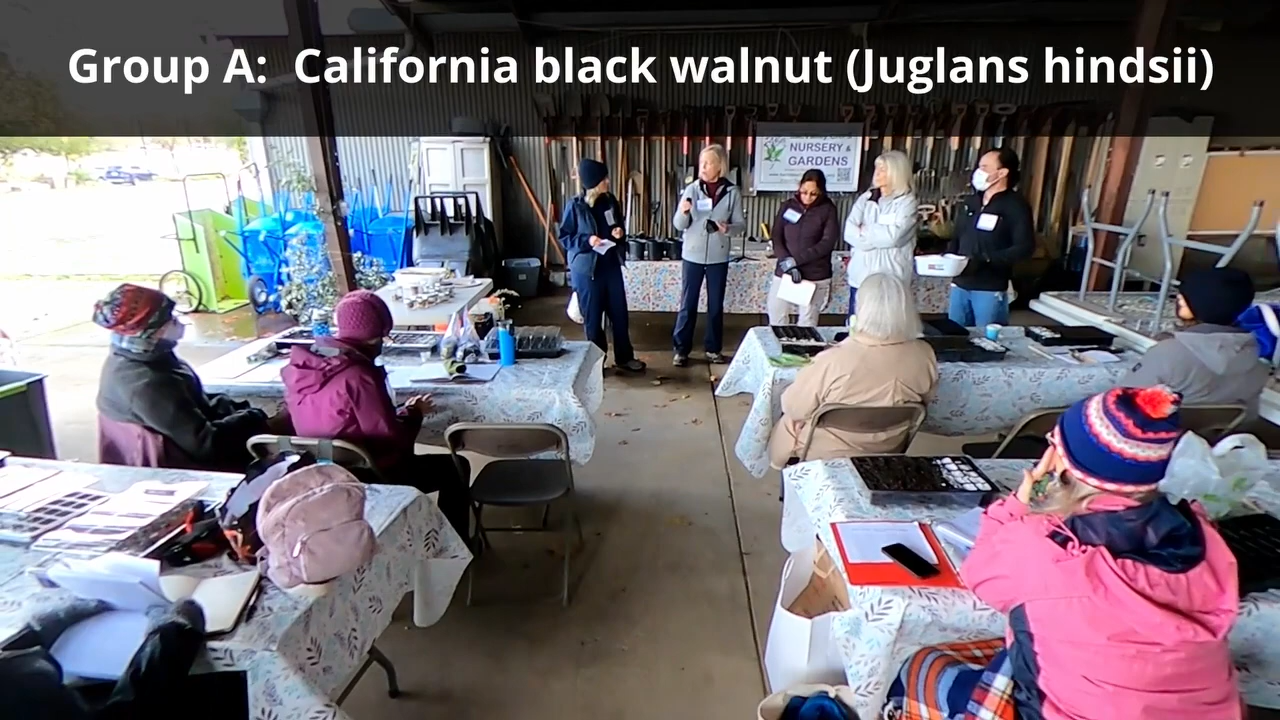 Group A:  California black walnut (Juglans hindsii)
NURSERY &
GARDENS